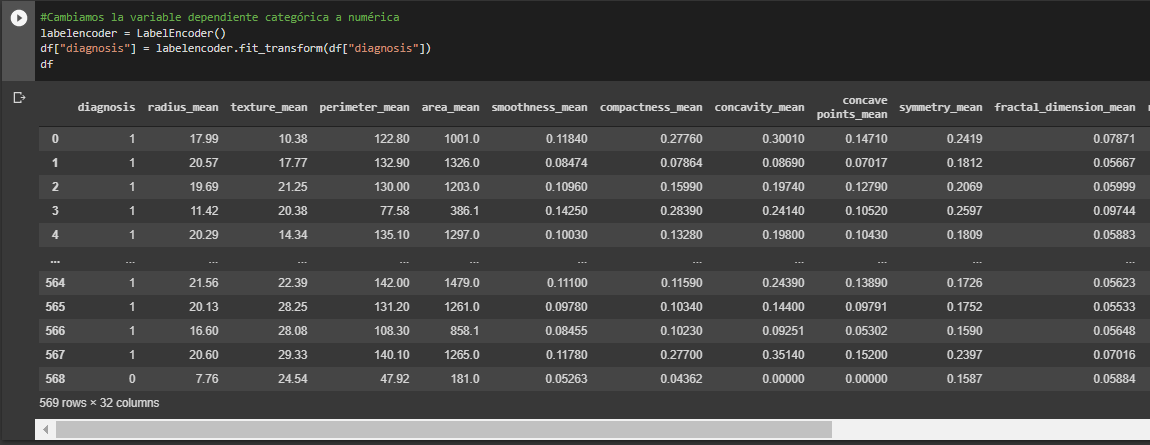 #Cambiamos la variable dependiente categórica a numérica
labelencoder = LabelEncoder()
df["diagnosis"] = labelencoder.fit_transform(df["diagnosis"])
df
diagnosis radius_mean texture_mean perimeter_mean area_mean smoothness_mean compactness_mean concavity_mean concave points_mean symmetry_mean fractal_dimension_mean
0 1 17.99 10.38 122.80 1001.0 0.11840 0.27760 0.30010 0.14710 0.2419 0.07871
1 1 20.57 17.77 132.90 1326.0 0.08474 0.07864 0.08690 0.07017 0.1812 0.05667
2 1 19.69 21.25 130.00 1203.0 0.10960 0.15990 0.19740 0.12790 0.2069 0.05999
3 1 11.42 20.38 77.58 386.1 0.14250 0.28390 0.24140 0.10520 0.2597 0.09744
4 1 20.29 14.34 135.10 1297.0 0.10030 0.13280 0.19800 0.10430 0.1809 0.05883
... ... ... ... ... ... ... ... ... ... ... ...
564 1 21.56 22.39 142.00 1479.0 0.11100 0.11590 0.24390 0.13890 0.1726 0.05623
565 1 20.13 28.25 131.20 1261.0 0.09780 0.10340 0.14400 0.09791 0.1752 0.05533
566 1 16.60 28.08 108.30 858.1 0.08455 0.10230 0.09251 0.05302 0.1590 0.05648
567 1 20.60 29.33 140.10 1265.0 0.11780 0.27700 0.35140 0.15200 0.2397 0.07016
568 0 7.76 24.54 47.92 181.0 0.05263 0.04362 0.00000 0.00000 0.1587 0.05884
569 rows × 32 columns